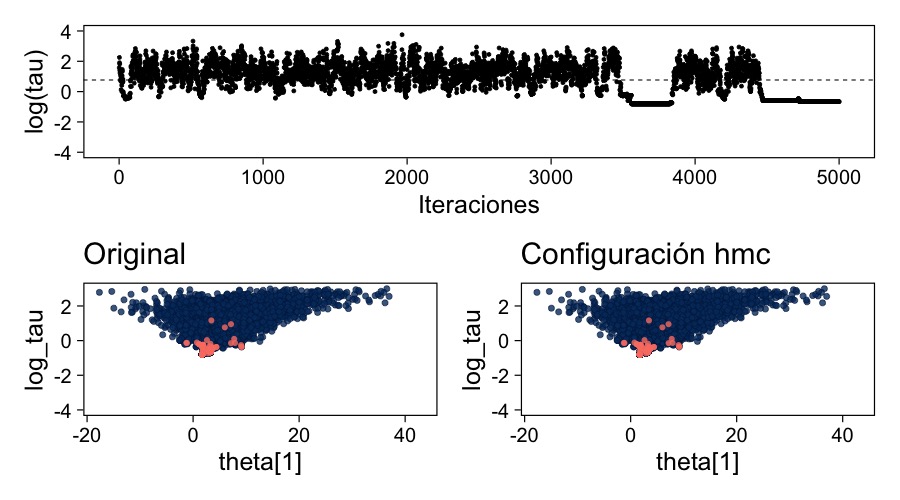 log(tau)
4
2
0
-2
-4
0 1000 2000 3000 4000 5000
Iteraciones
Original
log_tau
2
0
-2
-4
-20 0 20 40
theta[1]
Configuración hmc
log_tau
2
0
-2
-4
-20 0 20 40
theta[1]